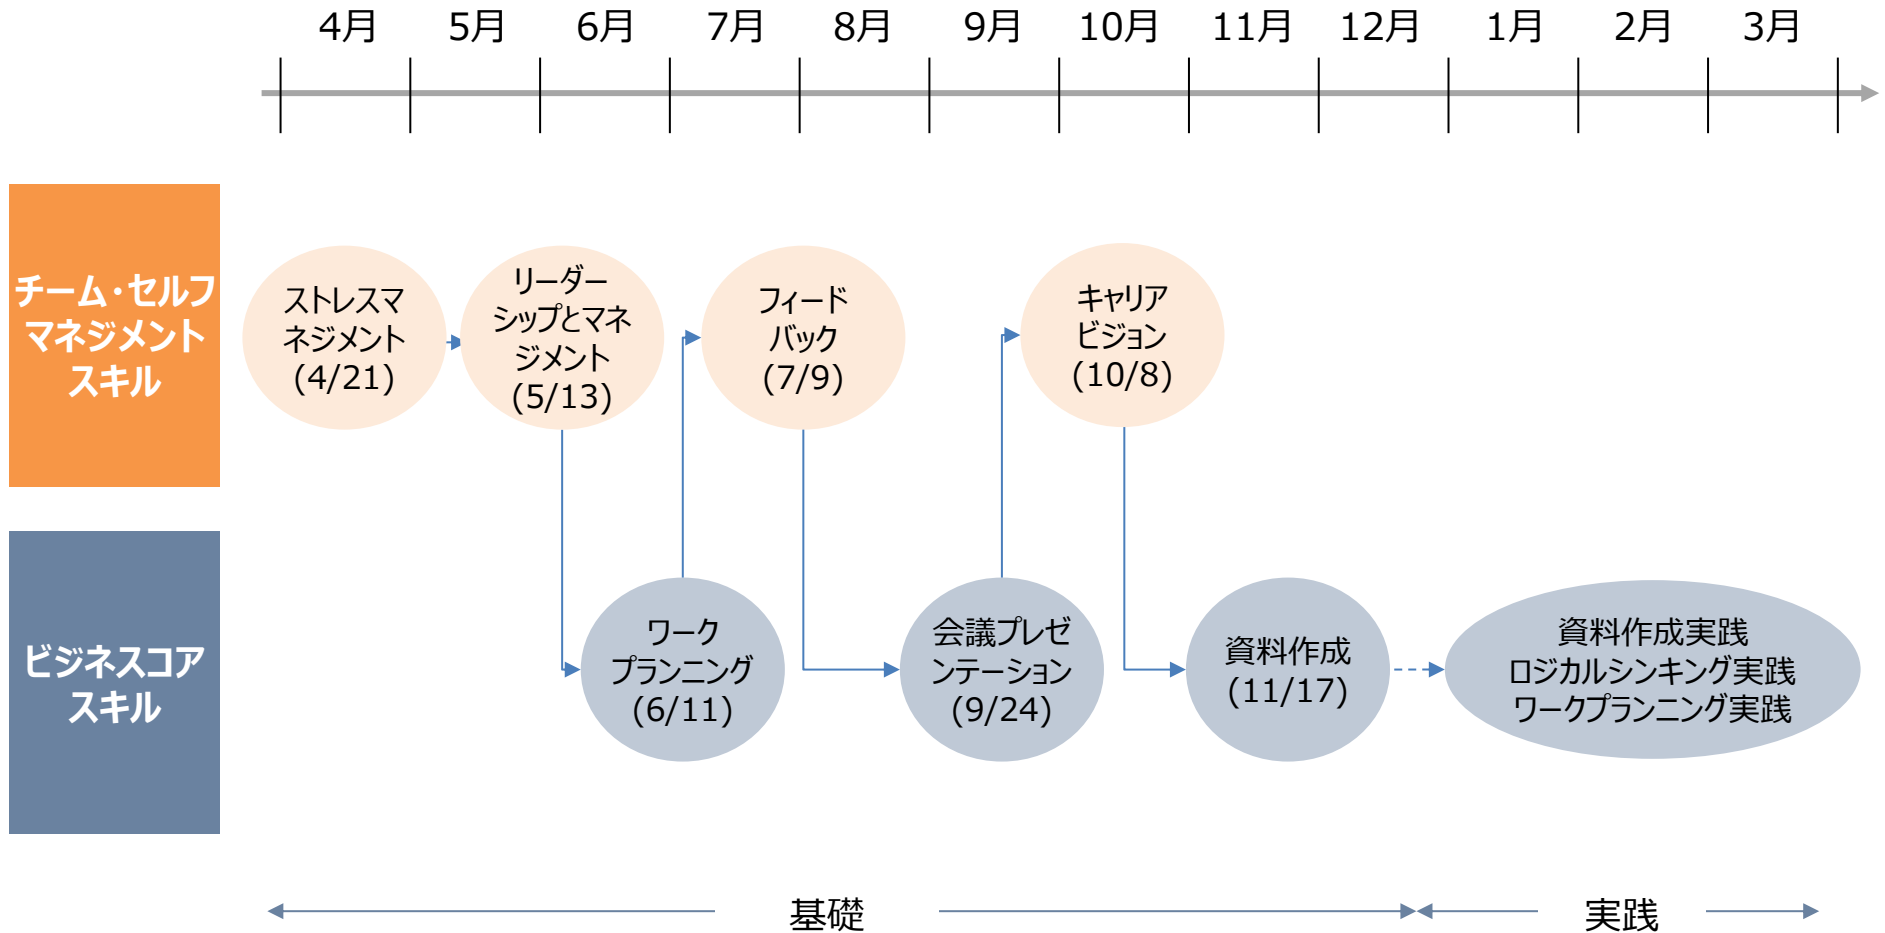 4月 5月 6月 7月 8月 9月 10月 11月 12月 1月 2月 3月
チーム・セルフ
マネジメント
スキル
ストレスマ
ネジメント
(4/21)
リーダー
シップとマネ
ジメント
(5/13)
フィード
バック
(7/9)
キャリア
ビジョン
(10/8)
ビジネスコア
スキル
ワーク
プランニング
(6/11)
会議プレゼ
ンテーション
(9/24)
資料作成
(11/17)
資料作成実践
ロジカルシンキング実践
ワークプランニング実践
基礎
実践